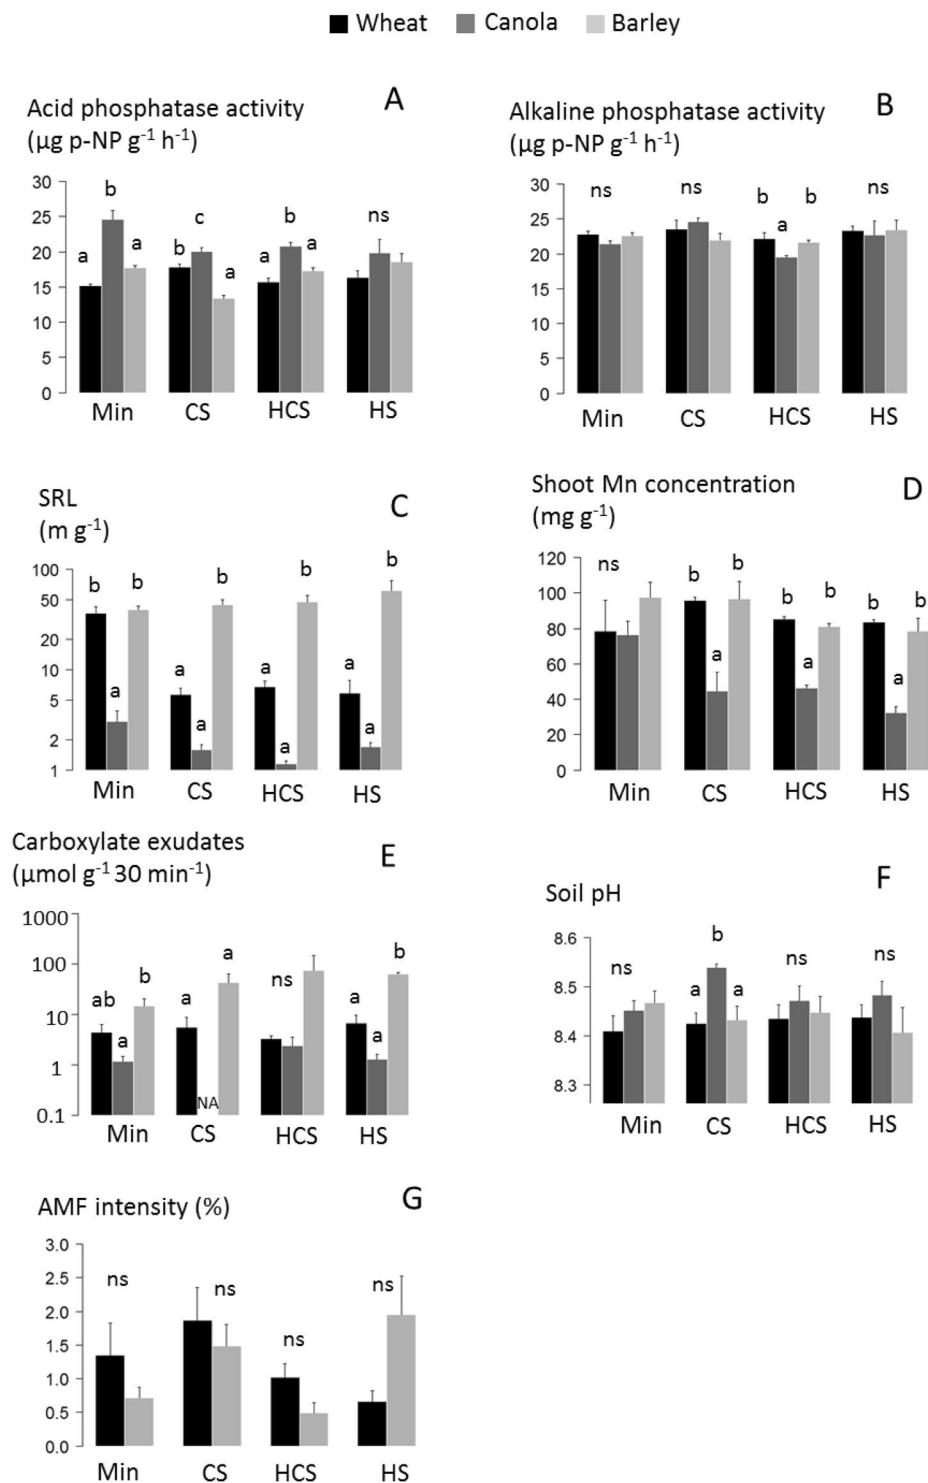 Wheat Canola Barley
A
Acid phosphatase activity
(µg p-NP g⁻¹ h⁻¹)
30
25
20
15
10
5
0
a b a
b c a
a b a
ns
Min CS HCS HS
B
Alkaline phosphatase activity
(µg p-NP g⁻¹ h⁻¹)
30
25
20
15
10
5
0
ns
ns
b a b
ns
Min CS HCS HS
C
SRL
(m g⁻¹)
100
50
20
10
5
2
1
b a b
a a b
a a b
a a b
Min CS HCS HS
D
Shoot Mn concentration
(mg g⁻¹)
120
100
80
60
40
20
0
ns
b a b
b a b
b a b
Min CS HCS HS
E
Carboxylate exudates
(µmol g⁻¹ 30 min⁻¹)
1000
100
10
1
0.1
ab a b
a NA a
ns
a a b
Min CS HCS HS
F
Soil pH
8.6
8.5
8.4
8.3
ns
a b a
ns
ns
Min CS HCS HS
G
AMF intensity (%)
3.0
2.5
2.0
1.5
1.0
0.5
0.0
ns
ns
ns
ns
Min CS HCS HS